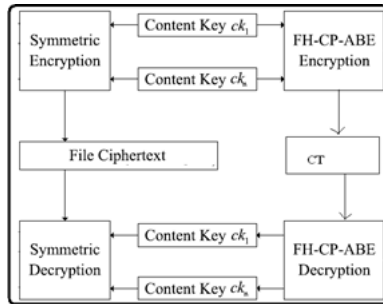 Symmetric
Encryption
Content Key ck₁
Content Key ckₙ
FH-CP-ABE
Encryption
File Ciphertext
CT
Symmetric
Decryption
Content Key ck₁
Content Key ckₙ
FH-CP-ABE
Decryption